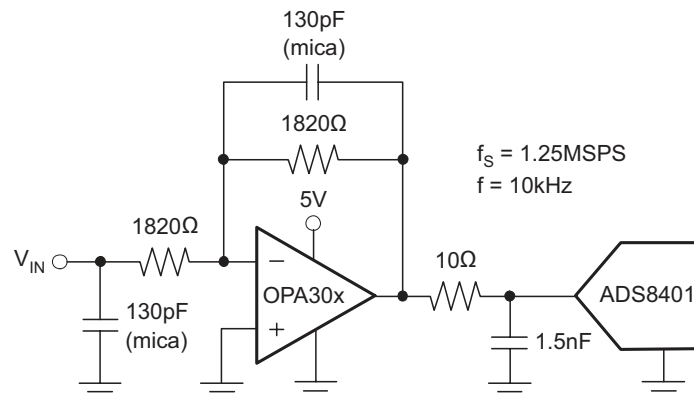 130pF
(mica)
1820Ω
fS = 1.25MSPS
f = 10kHz
5V
1820Ω
VIN
−
OPA30x
+
10Ω
ADS8401
130pF
(mica)
1.5nF